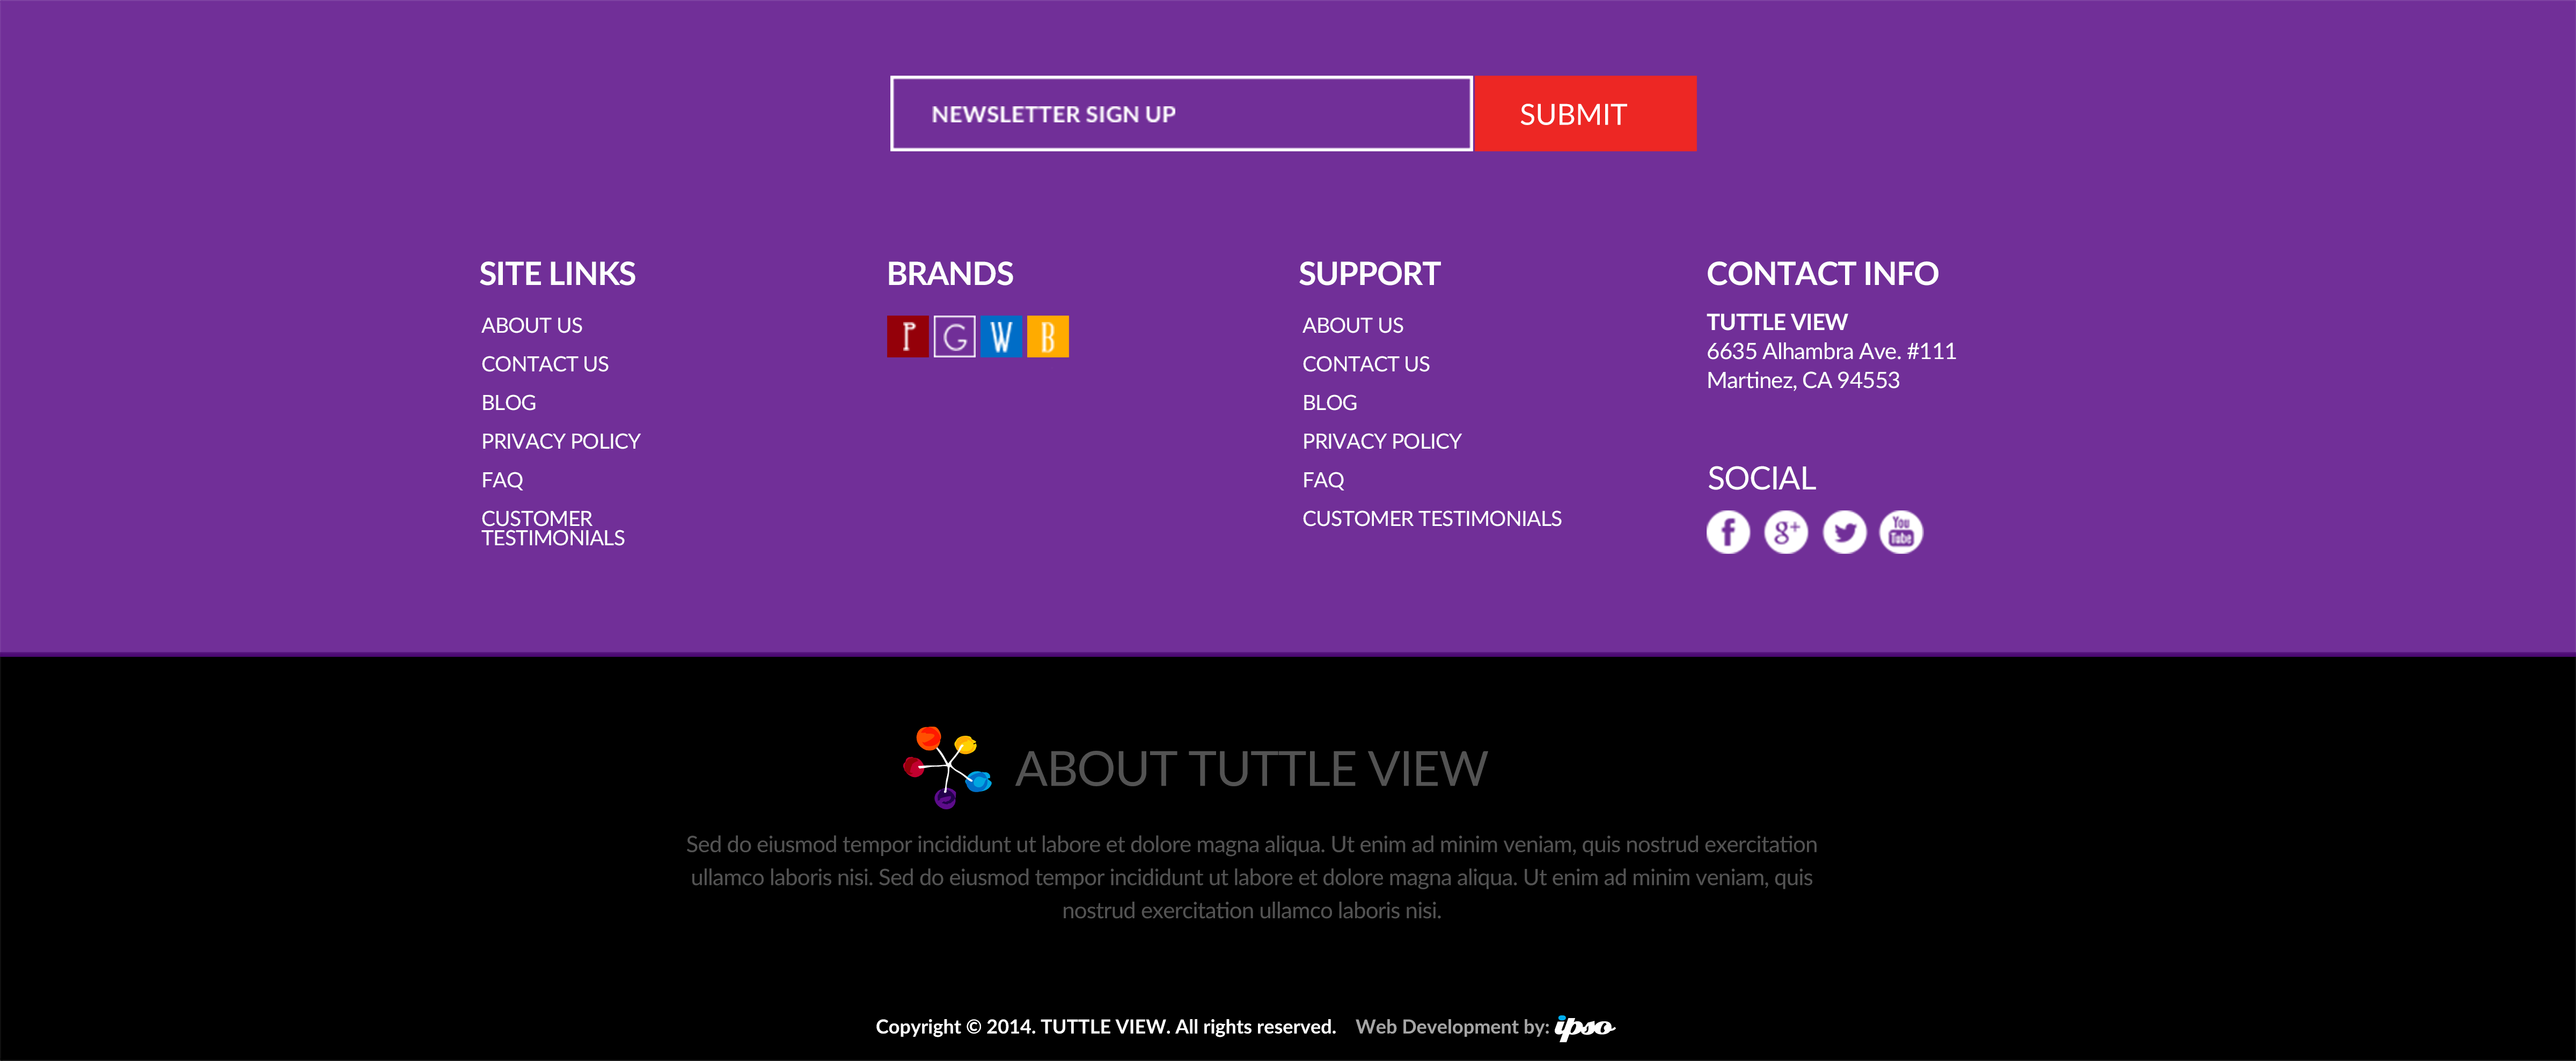 NEWSLETTER SIGN UP
SUBMIT
SITE LINKS
ABOUT US
CONTACT US
BLOG
PRIVACY POLICY
FAQ
CUSTOMER
TESTIMONIALS
BRANDS
P G W B
SUPPORT
ABOUT US
CONTACT US
BLOG
PRIVACY POLICY
FAQ
CUSTOMER TESTIMONIALS
CONTACT INFO
TUTTLE VIEW
6635 Alhambra Ave. #111
Martinez, CA 94553
SOCIAL
f g+ You Tube
ABOUT TUTTLE VIEW
Sed do eiusmod tempor incididunt ut labore et dolore magna aliqua. Ut enim ad minim veniam, quis nostrud exercitation
ullamco laboris nisi. Sed do eiusmod tempor incididunt ut labore et dolore magna aliqua. Ut enim ad minim veniam, quis
nostrud exercitation ullamco laboris nisi.
Copyright © 2014. TUTTLE VIEW. All rights reserved. Web Development by: ipso